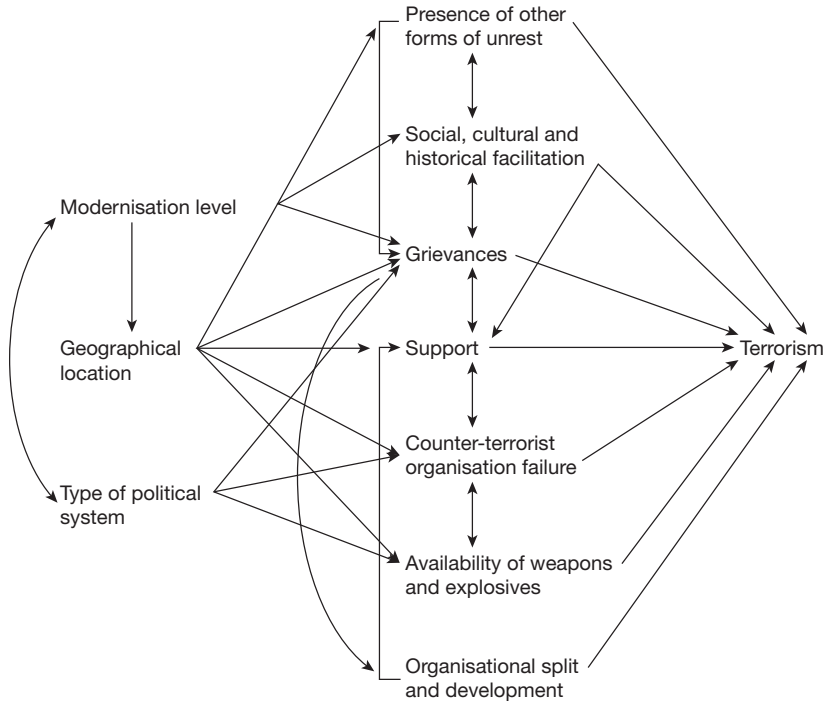 Presence of other
forms of unrest
Social, cultural and
historical facilitation
Modernisation level
Grievances
Geographical
location
Support
Terrorism
Counter-terrorist
organisation failure
Type of political
system
Availability of weapons
and explosives
Organisational split
and development